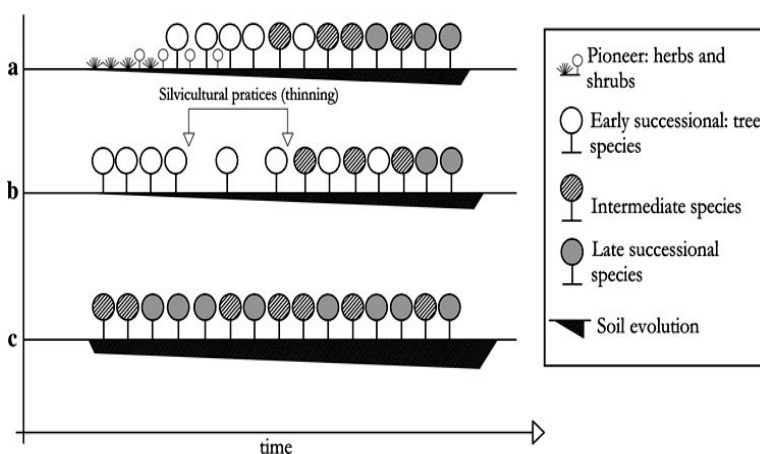 a
Silvicultural pratices (thinning)
b
c
time
Pioneer: herbs and
shrubs
Early successional: tree
species
Intermediate species
Late successional
species
Soil evolution